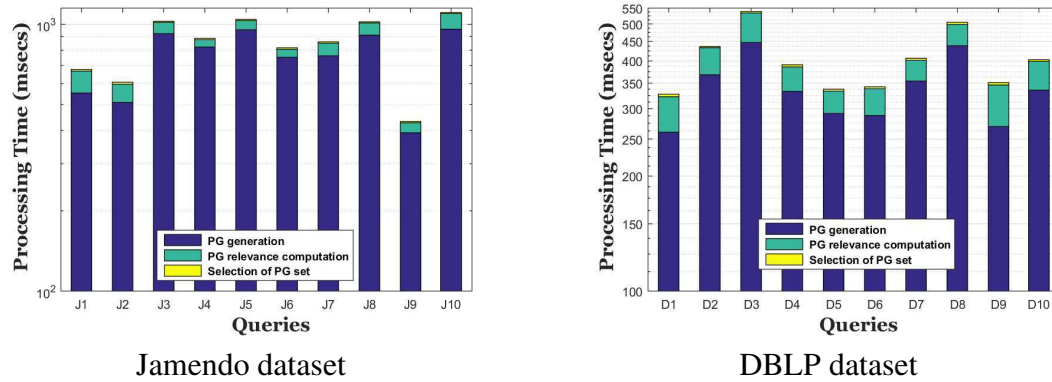 Processing Time (msecs)
10³
10²
PG generation
PG relevance computation
Selection of PG set
J1 J2 J3 J4 J5 J6 J7 J8 J9 J10
Queries
Jamendo dataset
Processing Time (msecs)
550
500
450
400
350
300
250
200
150
100
PG generation
PG relevance computation
Selection of PG set
D1 D2 D3 D4 D5 D6 D7 D8 D9 D10
Queries
DBLP dataset